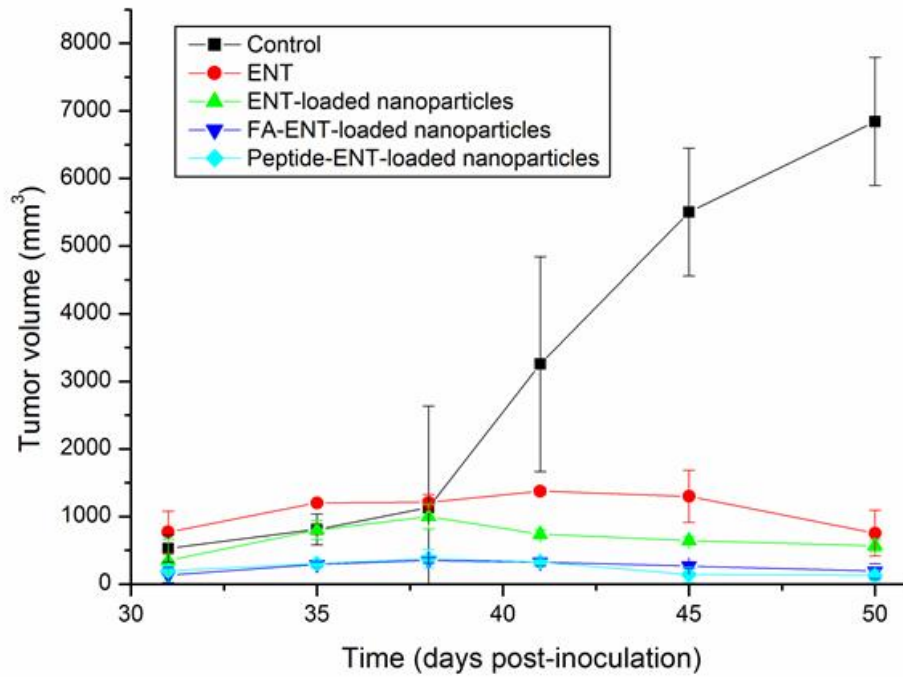 8000
7000
6000
5000
4000
3000
2000
1000
0
Tumor volume (mm³)
Control
ENT
ENT-loaded nanoparticles
FA-ENT-loaded nanoparticles
Peptide-ENT-loaded nanoparticles
30 35 40 45 50
Time (days post-inoculation)